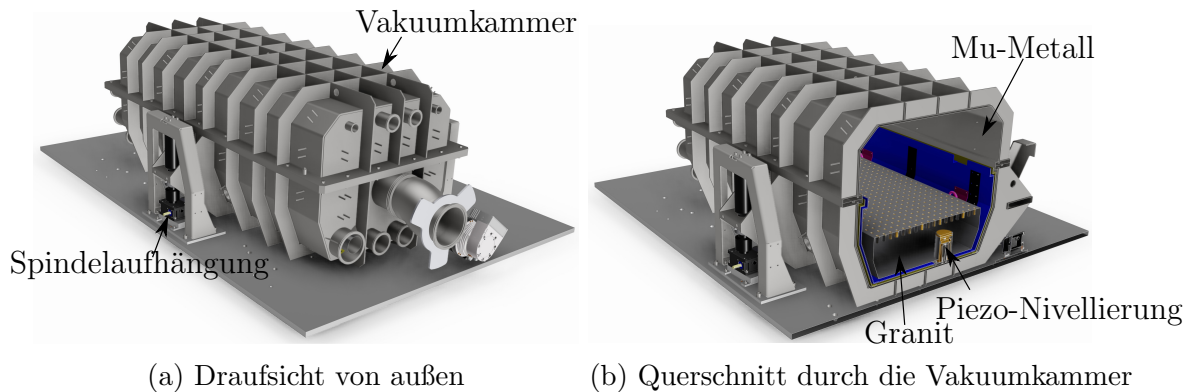 Vakuumkammer
Spindelaufhängung
Mu-Metall
Piezo-Nivellierung
Granit
(a) Draufsicht von außen
(b) Querschnitt durch die Vakuumkammer